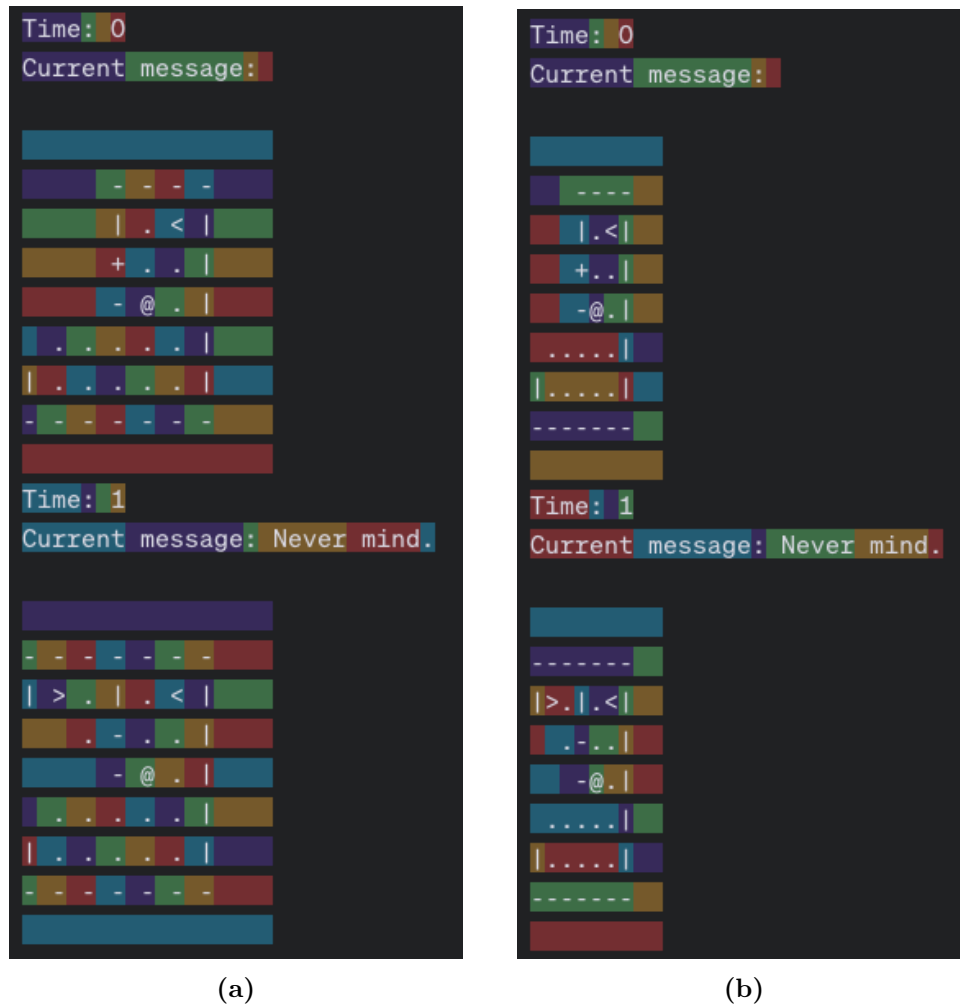 Time: 0
Current message:
      - - - -
      | . < |
      + . . |
      - @ . |
  . . . . . |
| . . . . . |
- - - - - - -
Time: 1
Current message: Never mind.
- - - - - - -
| > . | . < |
    . - . . |
      - @ . |
  . . . . . |
| . . . . . |
- - - - - - -
(a)
Time: 0
Current message:
   ----
   |.<|
   +..|
   -@.|
 .....|
|.....|
-------
Time: 1
Current message: Never mind.
-------
|>.|.<|
  .-..|
   -@.|
 .....|
|.....|
-------
(b)